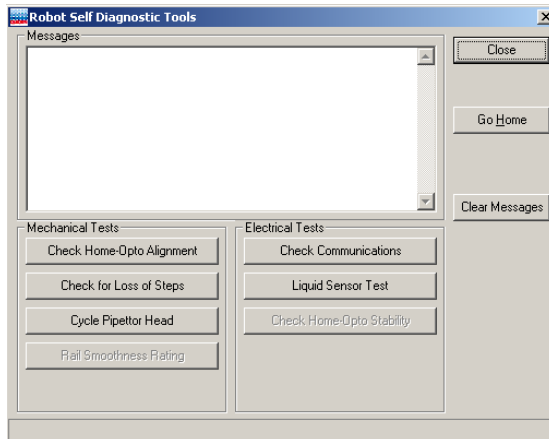 Robot Self Diagnostic Tools
Messages
Close
Go Home
Clear Messages
Mechanical Tests
Electrical Tests
Check Home-Opto Alignment
Check Communications
Check for Loss of Steps
Liquid Sensor Test
Cycle Pipettor Head
Check Home-Opto Stability
Rail Smoothness Rating